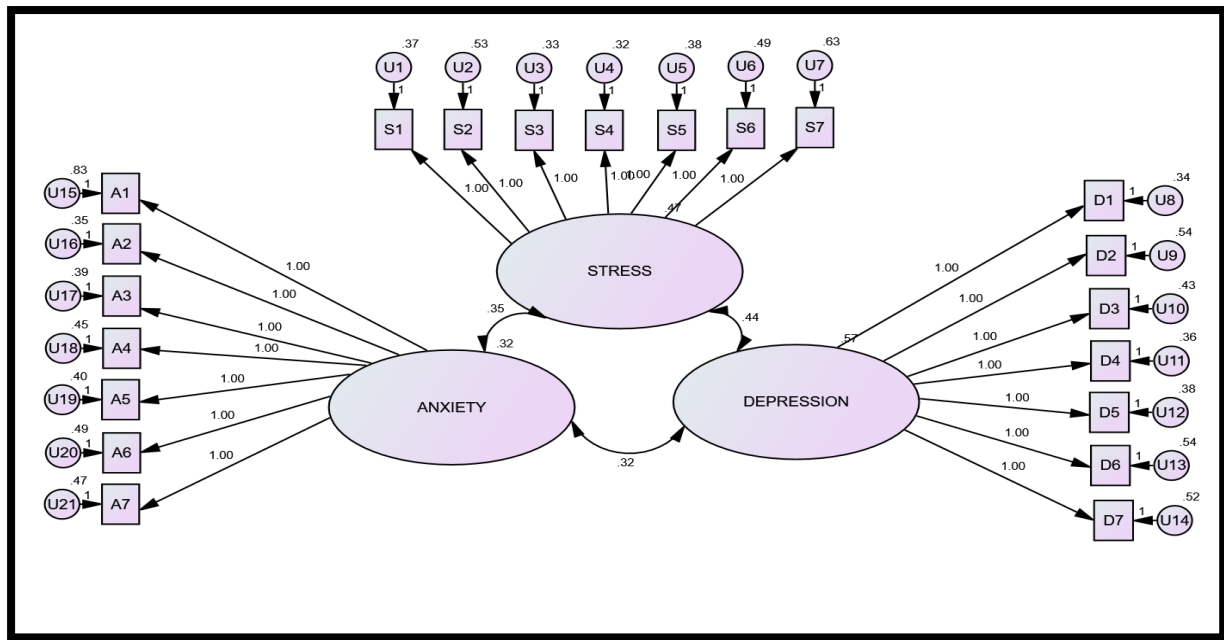 .37 .53 .33 .32 .38 .49 .63
U1 U2 U3 U4 U5 U6 U7
1 1 1 1 1 1 1
S1 S2 S3 S4 S5 S6 S7
1.00 1.00 1.00 1.00 1.00 1.00 1.00
.47
STRESS
.83
U15 1 A1
.35
U16 1 A2
.39
U17 1 A3
.45
U18 1 A4
.40
U19 1 A5
.49
U20 1 A6
.47
U21 1 A7
1.00
1.00
1.00
1.00
1.00
1.00
1.00
.35
.32
ANXIETY
.44
.57
DEPRESSION
.32
1.00
1.00
1.00
1.00
1.00
1.00
1.00
.34
D1 1 U8
.54
D2 1 U9
.43
D3 1 U10
.36
D4 1 U11
.38
D5 1 U12
.54
D6 1 U13
.52
D7 1 U14